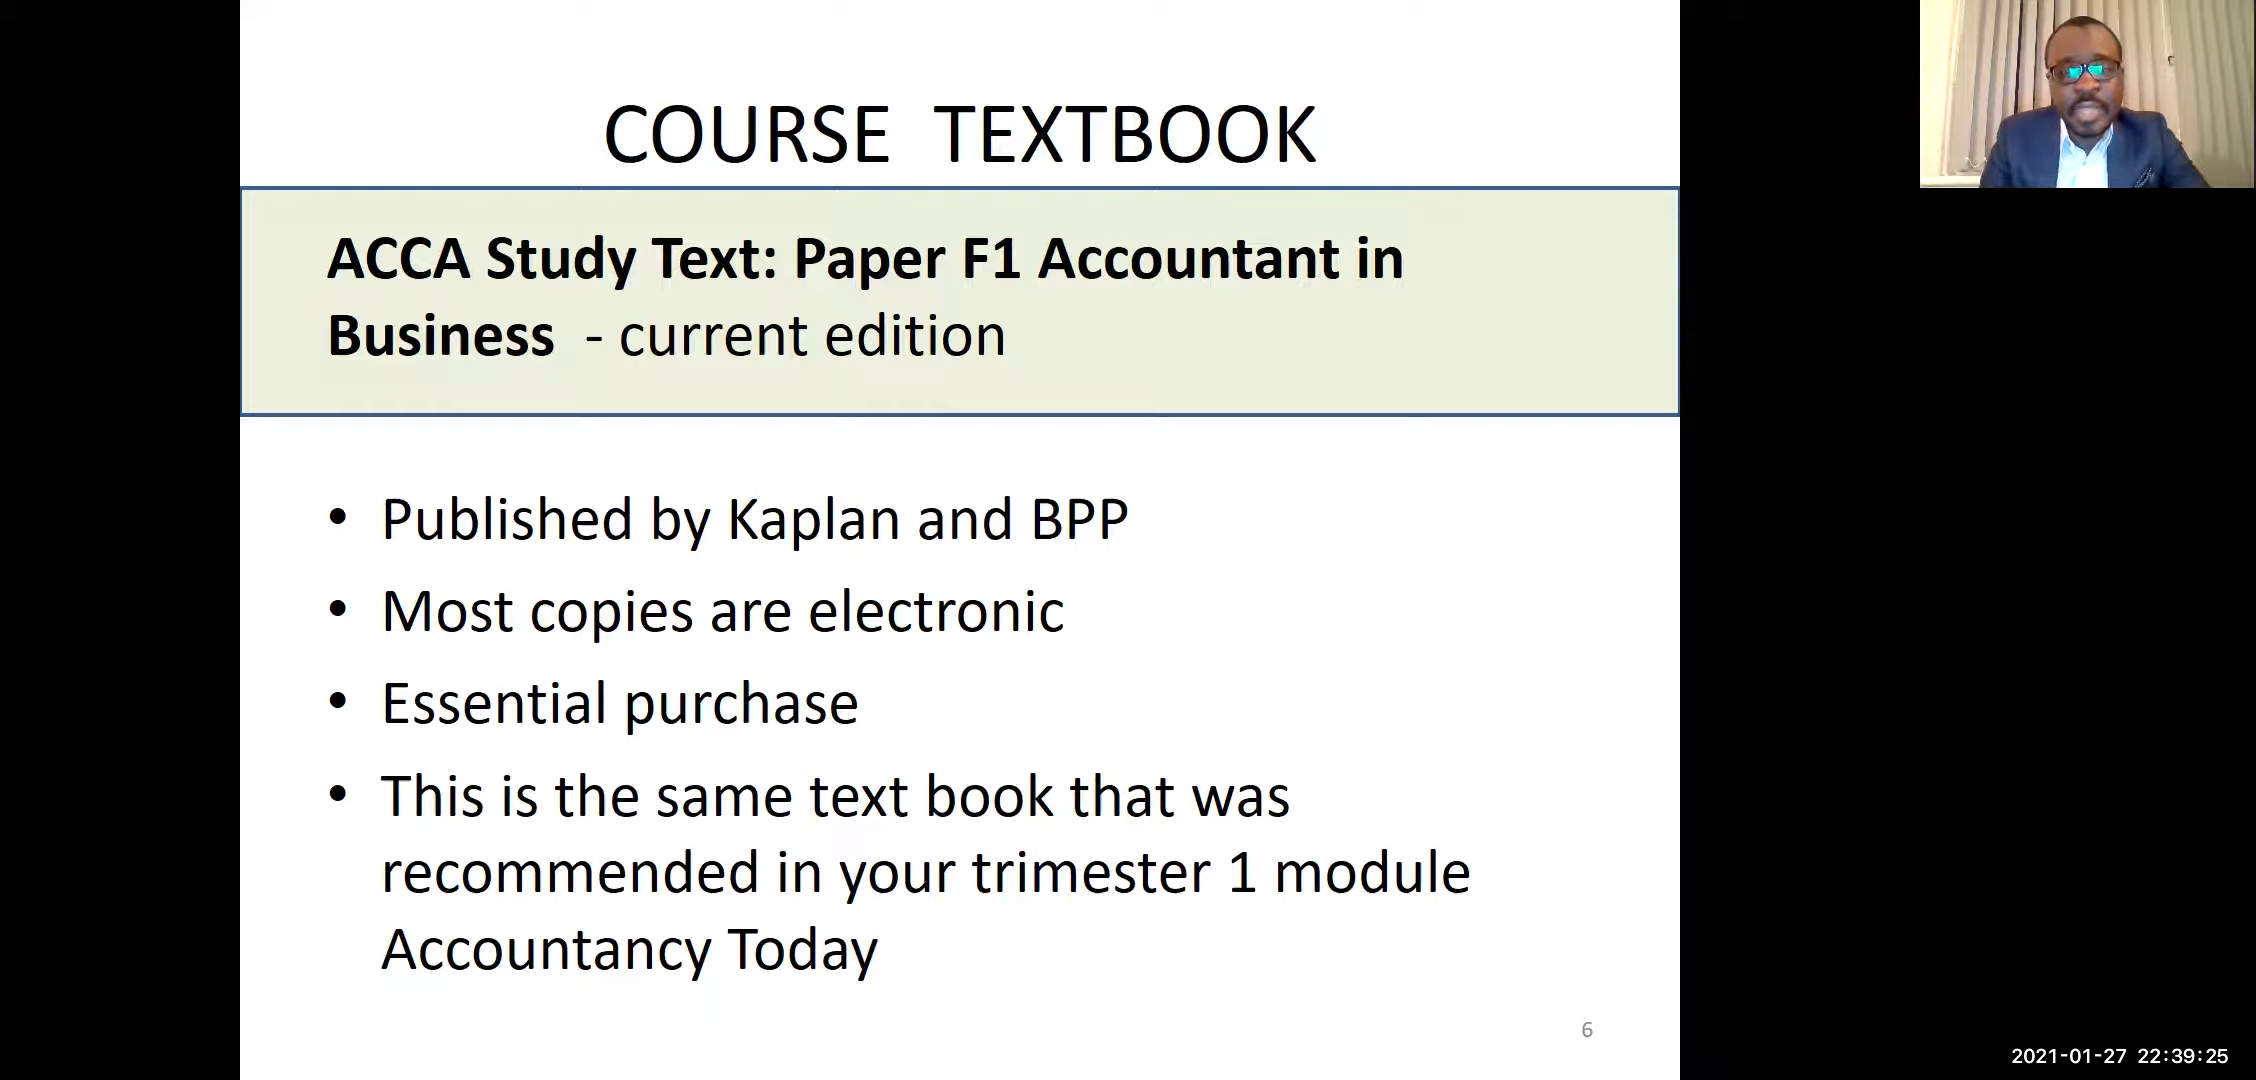 COURSE TEXTBOOK
ACCA Study Text: Paper F1 Accountant in
Business - current edition
• Published by Kaplan and BPP
• Most copies are electronic
• Essential purchase
• This is the same text book that was
recommended in your trimester 1 module
Accountancy Today
6
2021-01-27 22:39:25